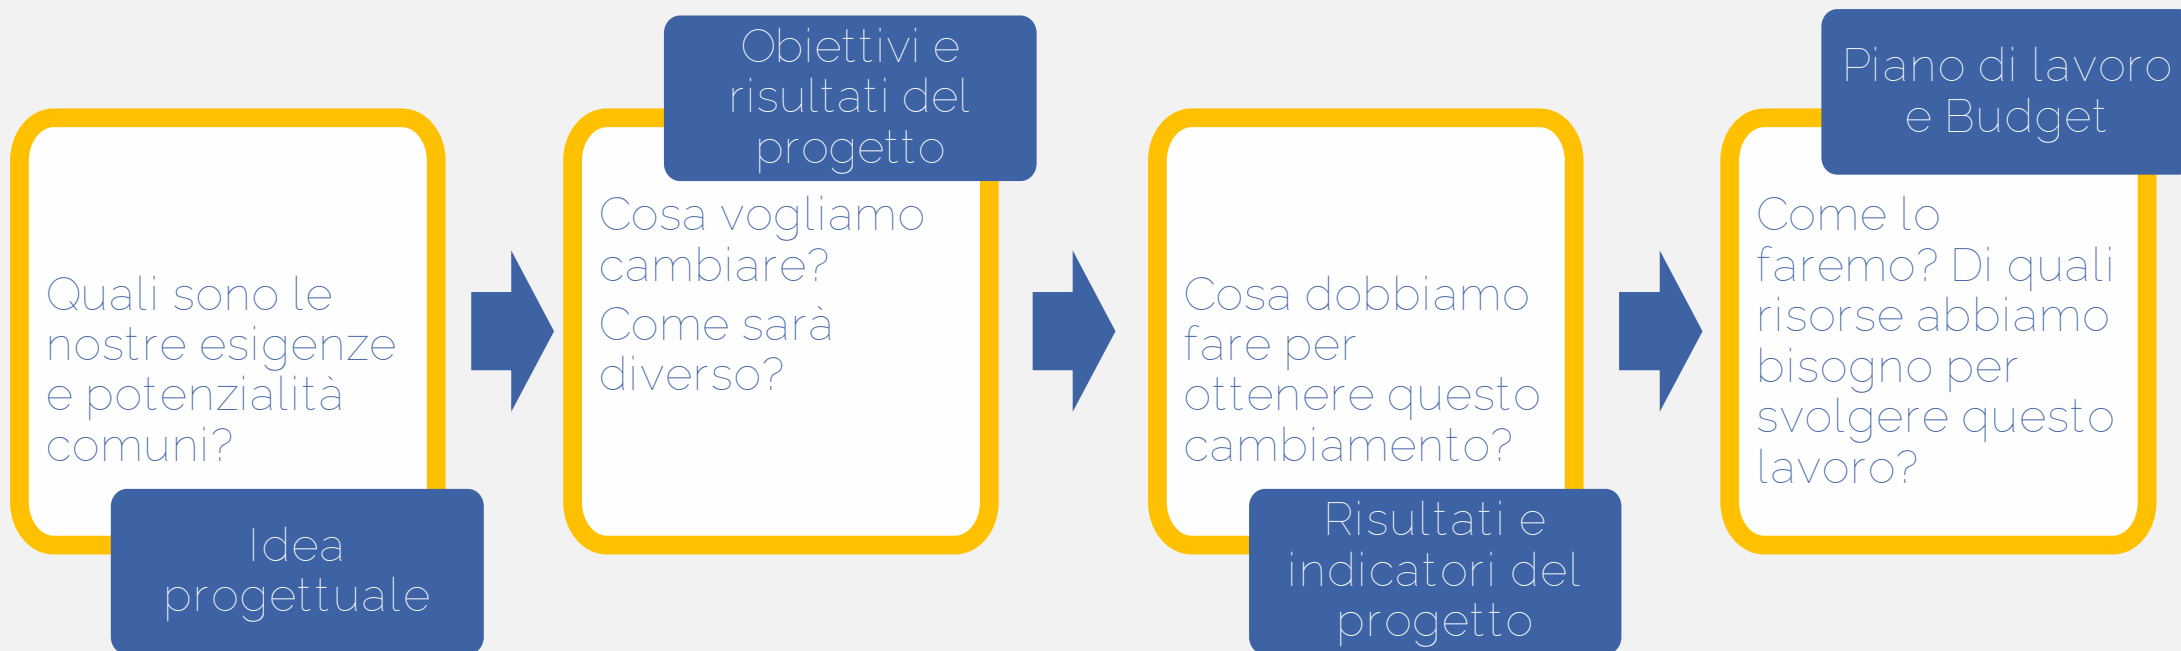 Quali sono le
nostre esigenze
e potenzialità
comuni?
Idea
progettuale
Obiettivi e
risultati del
progetto
Cosa vogliamo
cambiare?
Come sarà
diverso?
Cosa dobbiamo
fare per
ottenere questo
cambiamento?
Risultati e
indicatori del
progetto
Piano di lavoro
e Budget
Come lo
faremo? Di quali
risorse abbiamo
bisogno per
svolgere questo
lavoro?